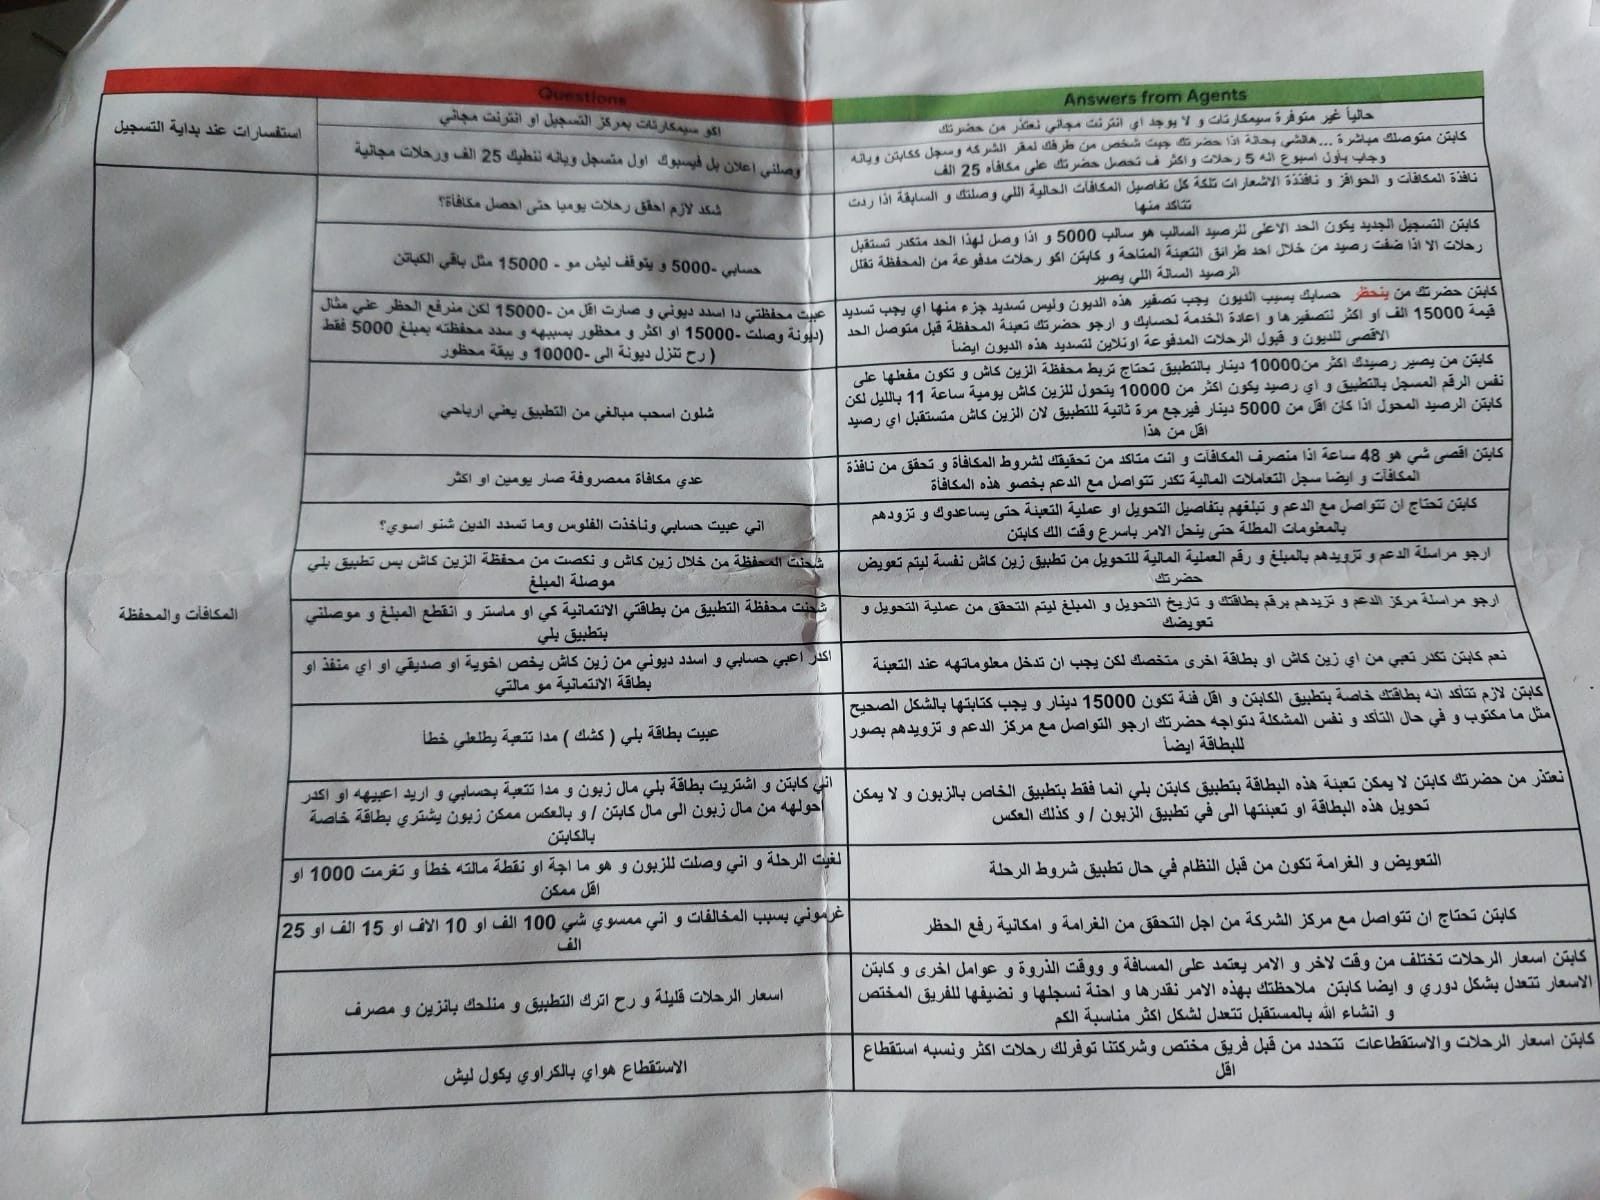 Questions
Answers from Agents
استفسارات عند بداية التسجيل
اكو سيمكارتات بمركز التسجيل او انترنت مجاني
حالياً غير متوفرة سيمكارتات و لا يوجد اي انترنت مجاني نعتذر من حضرتك
وصلني اعلان بل فيسبوك اول متسجل ويانه ننطيك 25 الف ورحلات مجانية
كابتن متوصلك مباشرة ... هالشي بحالة اذا حضرتك جبت شخص من طرفك لمقر الشركه وسجل ككابتن ويانه
وجاب بأول اسبوع اله 5 رحلات واكثر ف تحصل حضرتك على مكافأه 25 الف
المكافآت والمحفظة
شكد لازم احقق رحلات يوميا حتى احصل مكافأة؟
نافذة المكافآت و الحوافز و نافذذة الاشعارات تلكة كل تفاصيل المكافآت الحالية اللي وصلتك و السابقة اذا ردت
تتاكد منها
حسابي -5000 و يتوقف ليش مو - 15000 مثل باقي الكباتن
كابتن التسجيل الجديد يكون الحد الاعلى للرصيد السالب هو سالب 5000 و اذا وصل لهذا الحد متكدر تستقبل
رحلات الا اذا ضفت رصيد من خلال احد طرائق التعبئة المتاحة و كابتن اكو رحلات مدفوعة من المحفظة تقلل
الرصيد السالة اللي يصير
عبيت محفظتي دا اسدد ديوني و صارت اقل من -15000 لكن منرفع الحظر عني مثال
(ديونة وصلت -15000 او اكثر و محظور بسببهه و سدد محفظته بمبلغ 5000 فقط
( رح تنزل ديونة الى -10000 و يبقة محظور
كابتن حضرتك من ينحظر حسابك بسبب الديون يجب تصفير هذه الديون وليس تسديد جزء منها اي يجب تسديد
قيمة 15000 الف او اكثر لتصفيرها و اعادة الخدمة لحسابك و ارجو حضرتك تعبئة المحفظة قبل متوصل الحد
الاقصى للديون و قبول الرحلات المدفوعة اونلاين لتسديد هذه الديون ايضاً
شلون اسحب مبالغي من التطبيق يعني ارباحي
كابتن من يصير رصيدك اكثر من10000 دينار بالتطبيق تحتاج تربط محفظة الزين كاش و تكون مفعلها على
نفس الرقم المسجل بالتطبيق و اي رصيد يكون اكثر من 10000 يتحول للزين كاش يومية ساعة 11 بالليل لكن
كابتن الرصيد المحول اذا كان اقل من 5000 دينار فيرجع مرة ثانية للتطبيق لان الزين كاش متستقبل اي رصيد
اقل من هذا
عدي مكافأة ممصروفة صار يومين او اكثر
كابتن اقصى شي هو 48 ساعة اذا منصرف المكافآت و انت متاكد من تحقيقك لشروط المكافأة و تحقق من نافذة
المكافآت و ايضا سجل التعاملات المالية تكدر تتواصل مع الدعم بخصو هذه المكافأة
اني عبيت حسابي ونأخذت الفلوس وما تسدد الدين شنو اسوي؟
كابتن تحتاج ان تتواصل مع الدعم و تبلغهم بتفاصيل التحويل او عملية التعبئة حتى يساعدوك و تزودهم
بالمعلومات المطلة حتى ينحل الامر باسرع وقت الك كابتن
شحنت المحفظة من خلال زين كاش و نكصت من محفظة الزين كاش بس تطبيق بلي
موصلة المبلغ
ارجو مراسلة الدعم و تزويدهم بالمبلغ و رقم العملية المالية للتحويل من تطبيق زين كاش نفسة ليتم تعويض
حضرتك
شحنت محفظة التطبيق من بطاقتي الائتمانية كي او ماستر و انقطع المبلغ و موصلني
بتطبيق بلي
ارجو مراسلة مركز الدعم و تزيدهم برقم بطاقتك و تاريخ التحويل و المبلغ ليتم التحقق من عملية التحويل و
تعويضك
اكدر اعبي حسابي و اسدد ديوني من زين كاش يخص اخوية او صديقي او اي منفذ او
بطاقة الائتمانية مو مالتي
نعم كابتن تكدر تعبي من اي زين كاش او بطاقة اخرى متخصك لكن يجب ان تدخل معلوماتهه عند التعبئة
عبيت بطاقة بلي ( كشك ) مدا تتعبة يطلعلي خطأ
كابتن لازم تتأكد انه بطاقتك خاصة بتطبيق الكابتن و اقل فئة تكون 15000 دينار و يجب كتابتها بالشكل الصحيح
مثل ما مكتوب و في حال التأكد و نفس المشكلة دتواجه حضرتك ارجو التواصل مع مركز الدعم و تزويدهم بصور
للبطاقة ايضاً
اني كابتن و اشتريت بطاقة بلي مال زبون و مدا تتعبة بحسابي و اريد اعبيهه او اكدر
احولهه من مال زبون الى مال كابتن / و بالعكس ممكن زبون يشتري بطاقة خاصة
بالكابتن
نعتذر من حضرتك كابتن لا يمكن تعبئة هذه البطاقة بتطبيق كابتن بلي انما فقط بتطبيق الخاص بالزبون و لا يمكن
تحويل هذه البطاقة او تعبئتها الى في تطبيق الزبون / و كذلك العكس
لغيت الرحلة و اني وصلت للزبون و هو ما اجة او نقطة مالته خطأ و تغرمت 1000 او
اقل ممكن
التعويض و الغرامة تكون من قبل النظام في حال تطبيق شروط الرحلة
غرموني بسبب المخالفات و اني ممسوي شي 100 الف او 10 الاف او 15 الف او 25
الف
كابتن تحتاج ان تتواصل مع مركز الشركة من اجل التحقق من الغرامة و امكانية رفع الحظر
اسعار الرحلات قليلة و رح اترك التطبيق و منلحك بانزين و مصرف
كابتن اسعار الرحلات تختلف من وقت لاخر و الامر يعتمد على المسافة و ووقت الذروة و عوامل اخرى و كابتن
الاسعار تتعدل بشكل دوري و ايضا كابتن ملاحظتك بهذه الامر نقدرها و احنة نسجلها و نضيفها للفريق المختص
و انشاء الله بالمستقبل تتعدل لشكل اكثر مناسبة الكم
الاستقطاع هواي بالكراوي يكول ليش
كابتن اسعار الرحلات والاستقطاعات تتحدد من قبل فريق مختص وشركتنا توفرلك رحلات اكثر ونسبه استقطاع
اقل